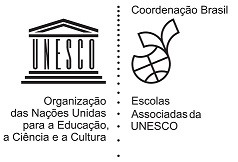 Coordenação Brasil
UNESCO
Organização
das Nações Unidas
para a Educação,
a Ciência e a Cultura
Escolas
Associadas da
UNESCO